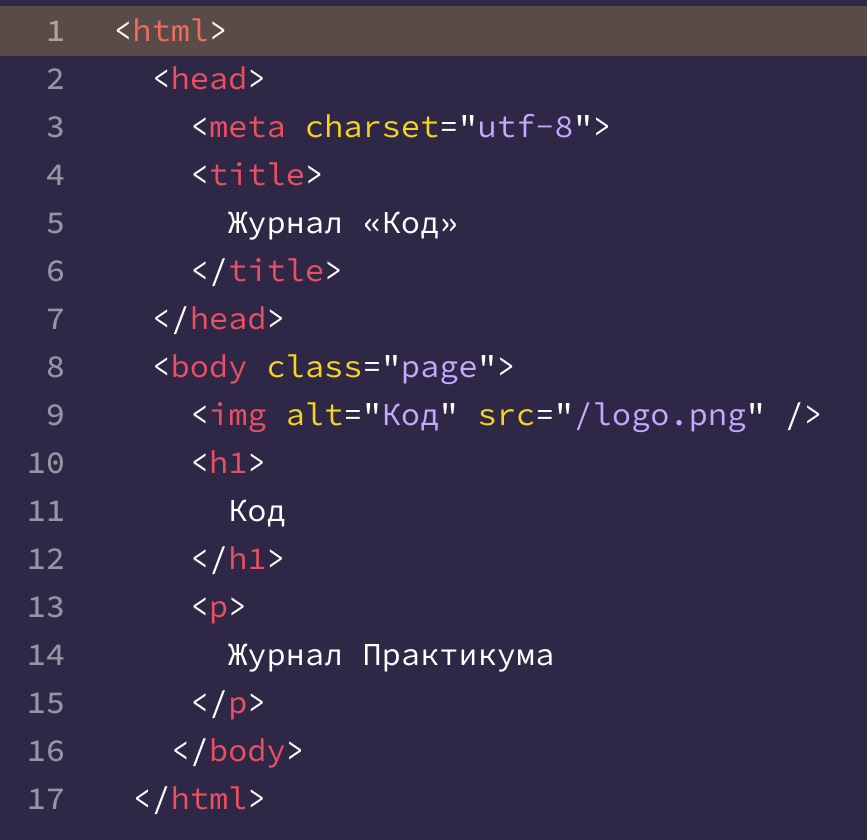 1 <html>
2 <head>
3 <meta charset="utf-8">
4 <title>
5 Журнал «Код»
6 </title>
7 </head>
8 <body class="page">
9 <img alt="Код" src="/logo.png" />
10 <h1>
11 Код
12 </h1>
13 <p>
14 Журнал Практикума
15 </p>
16 </body>
17 </html>